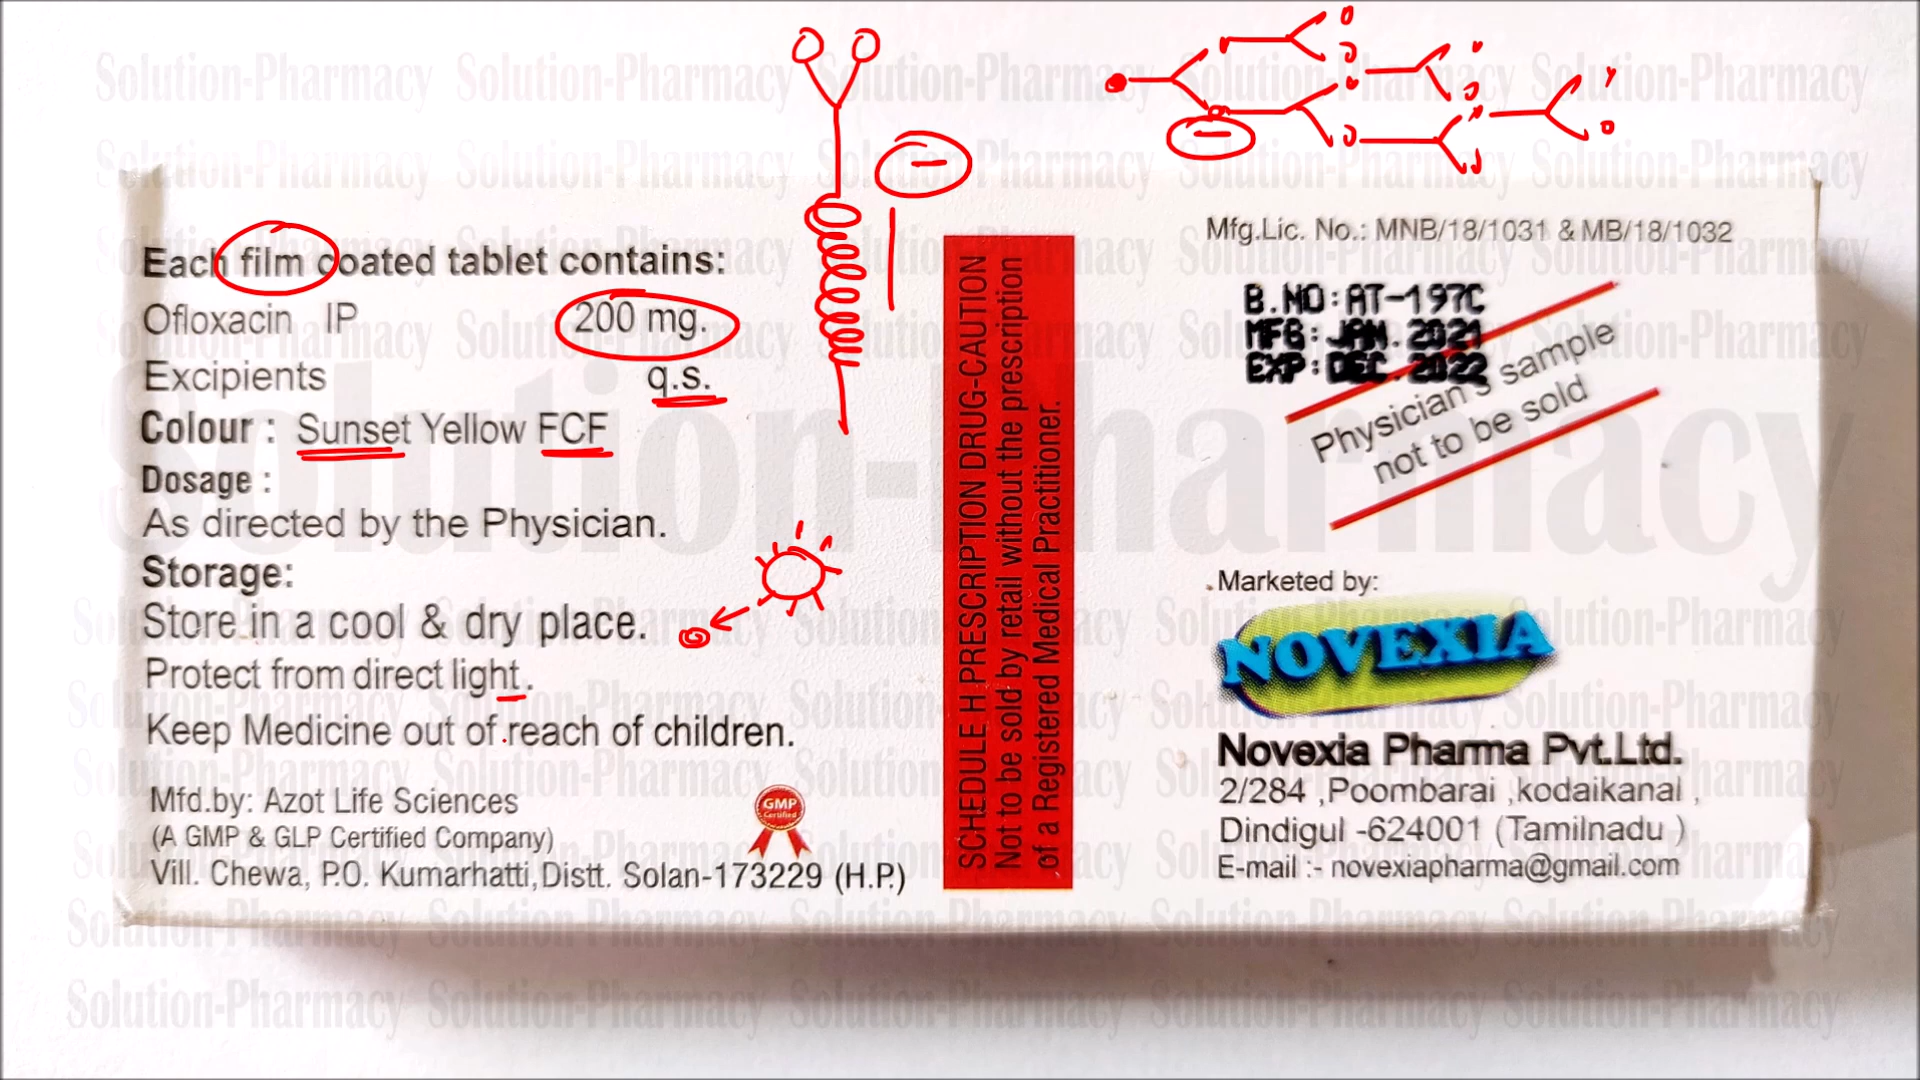 Solution-Pharmacy
Each film coated tablet contains:
Ofloxacin IP 200 mg.
Excipients q.s.
Colour : Sunset Yellow FCF
Dosage :
As directed by the Physician.
Storage:
Store in a cool & dry place.
Protect from direct light.
Keep Medicine out of reach of children.
Mfd.by: Azot Life Sciences
(A GMP & GLP Certified Company)
Vill. Chewa, P.O. Kumarhatti,Distt. Solan-173229 (H.P.)
GMP
Certified
SCHEDULE H PRESCRIPTION DRUG-CAUTION
Not to be sold by retail without the prescription
of a Registered Medical Practitioner.
Mfg.Lic. No.: MNB/18/1031 & MB/18/1032
B.NO:AT-197C
MFG: JAN.2021
EXP:DEC.2022
Physician's sample
not to be sold
Marketed by:
NOVEXIA
Novexia Pharma Pvt.Ltd.
2/284 ,Poombarai ,kodaikanal ,
Dindigul -624001 (Tamilnadu )
E-mail :- novexiapharma@gmail.com